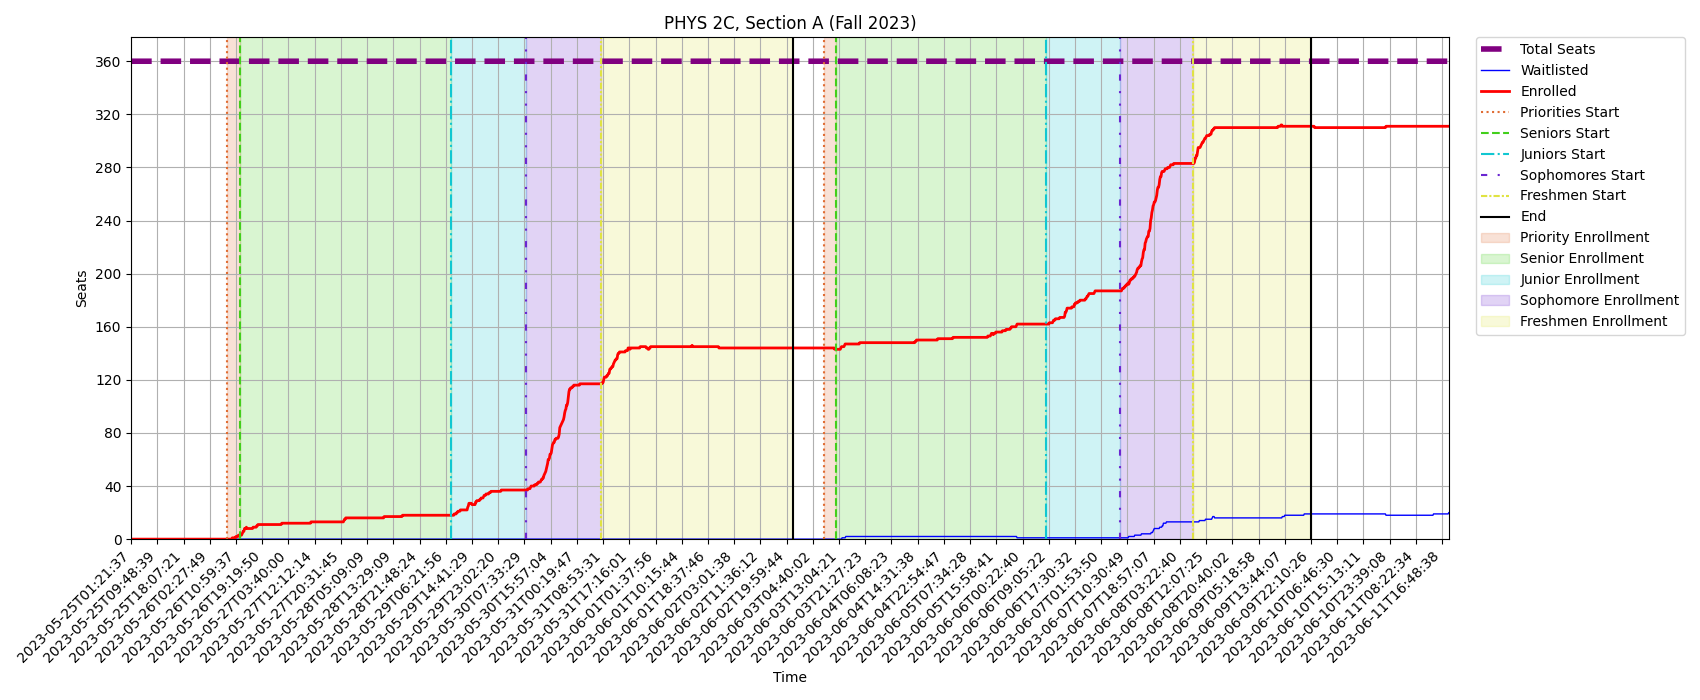 PHYS 2C, Section A (Fall 2023)
Seats
360
320
280
240
200
160
120
80
40
0
2023-05-25T01:21:37
2023-05-25T09:48:39
2023-05-25T18:07:21
2023-05-26T02:27:49
2023-05-26T10:59:37
2023-05-26T19:19:50
2023-05-27T03:40:00
2023-05-27T12:12:14
2023-05-27T20:31:45
2023-05-28T05:09:09
2023-05-28T13:29:09
2023-05-28T21:48:24
2023-05-29T06:21:56
2023-05-29T14:41:29
2023-05-29T23:02:20
2023-05-30T07:33:29
2023-05-30T15:57:04
2023-05-31T00:19:47
2023-05-31T08:53:31
2023-05-31T17:16:01
2023-06-01T01:37:56
2023-06-01T10:15:44
2023-06-01T18:37:46
2023-06-02T03:01:38
2023-06-02T11:36:12
2023-06-02T19:59:44
2023-06-03T04:40:02
2023-06-03T13:04:21
2023-06-03T21:27:23
2023-06-04T06:08:23
2023-06-04T14:31:38
2023-06-04T22:54:47
2023-06-05T07:34:28
2023-06-05T15:58:41
2023-06-06T00:22:40
2023-06-06T09:05:22
2023-06-06T17:30:32
2023-06-07T01:53:50
2023-06-07T10:30:49
2023-06-07T18:57:07
2023-06-08T03:22:40
2023-06-08T12:07:25
2023-06-08T20:40:02
2023-06-09T05:18:58
2023-06-09T13:44:07
2023-06-09T22:10:26
2023-06-10T06:46:30
2023-06-10T15:13:11
2023-06-10T23:39:08
2023-06-11T08:22:34
2023-06-11T16:48:38
Time
Total Seats
Waitlisted
Enrolled
Priorities Start
Seniors Start
Juniors Start
Sophomores Start
Freshmen Start
End
Priority Enrollment
Senior Enrollment
Junior Enrollment
Sophomore Enrollment
Freshmen Enrollment